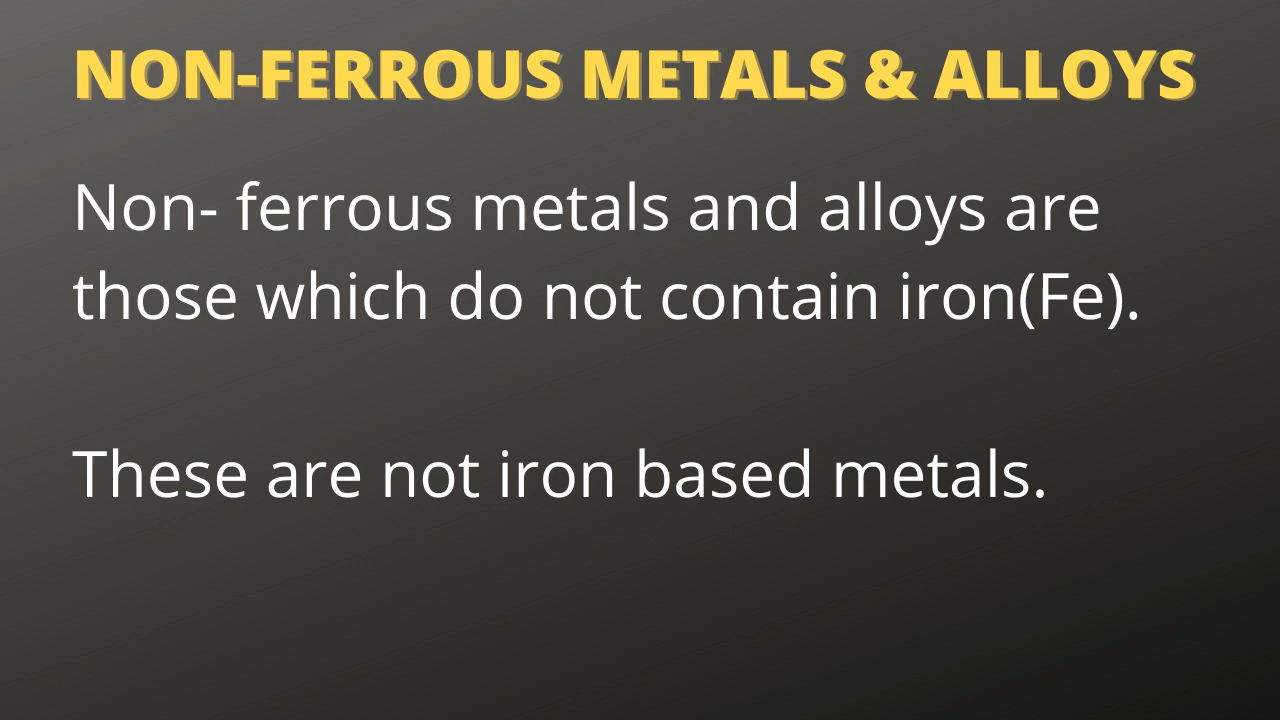 NON-FERROUS METALS & ALLOYS
Non- ferrous metals and alloys are
those which do not contain iron(Fe).
These are not iron based metals.